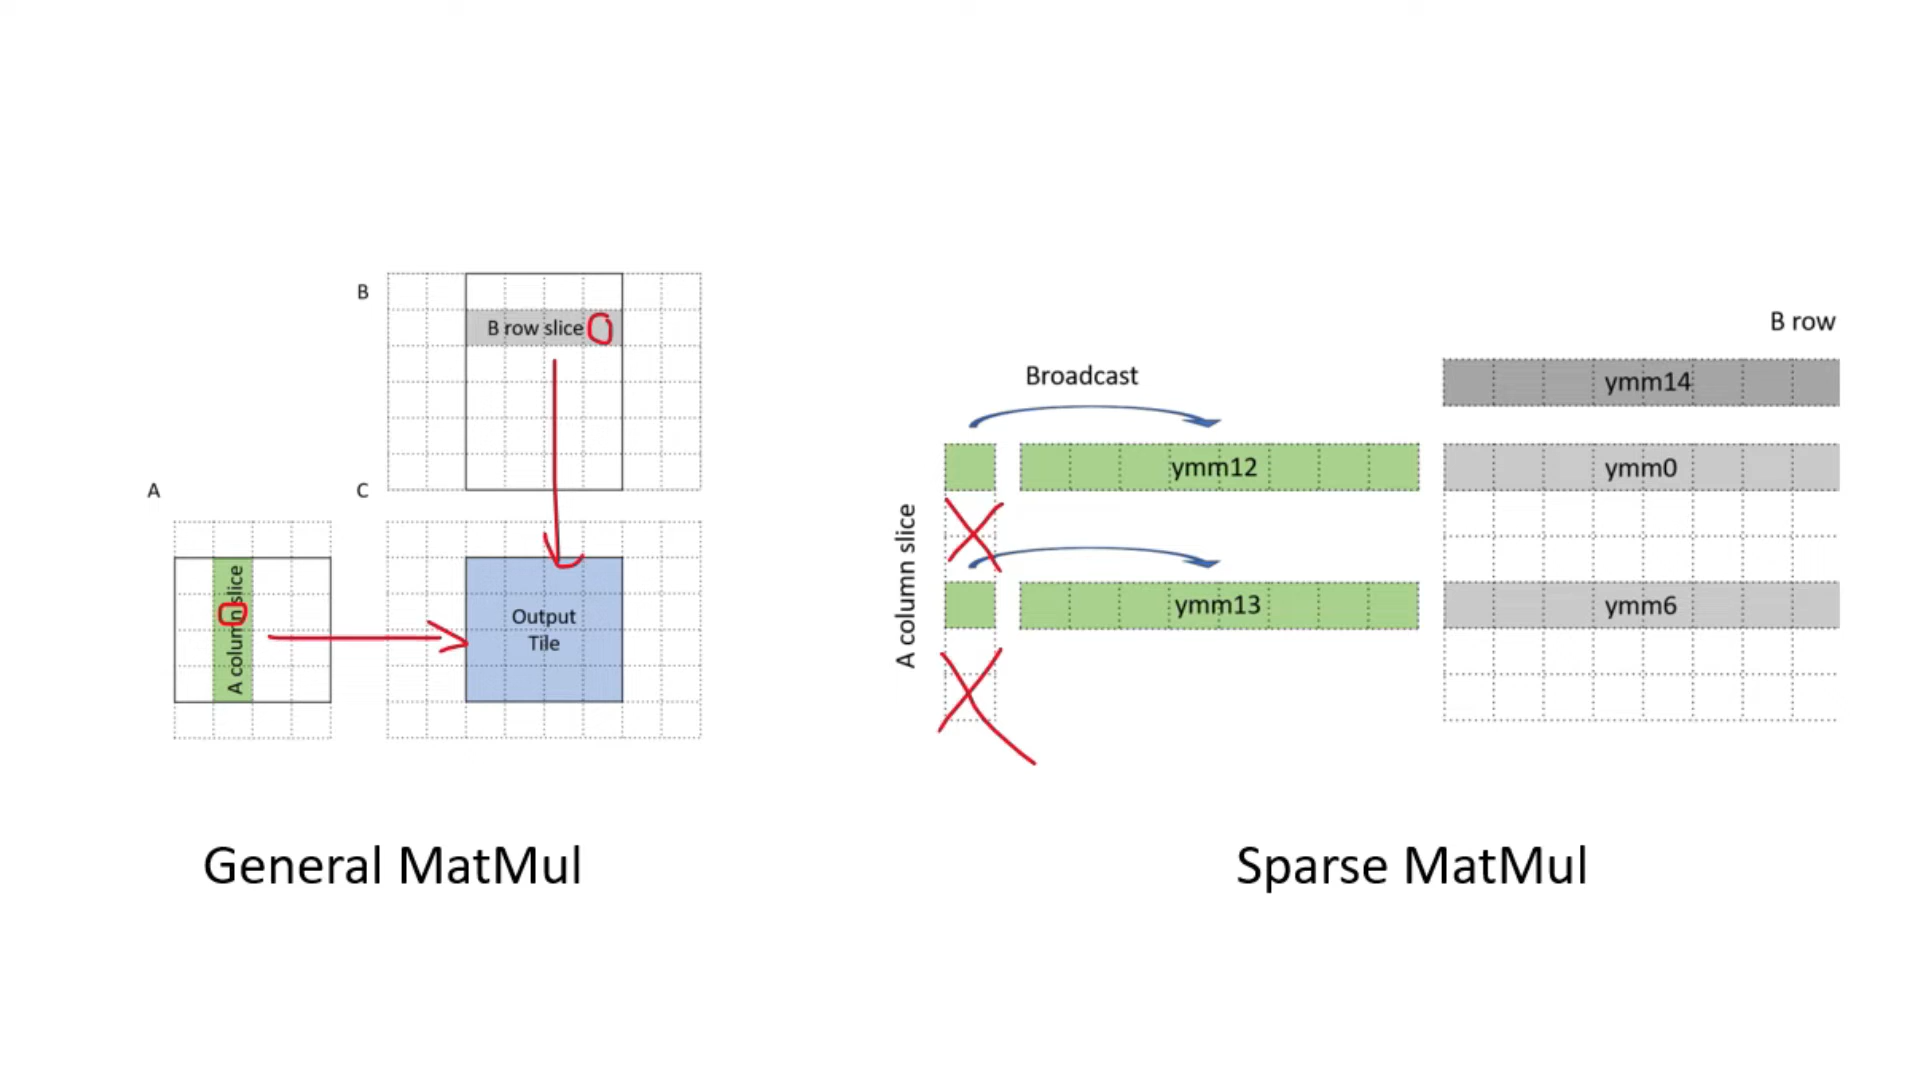 B
B row slice
A
C
A column slice
Output
Tile
General MatMul
B row
Broadcast
ymm14
ymm12
ymm0
A column slice
ymm13
ymm6
Sparse MatMul